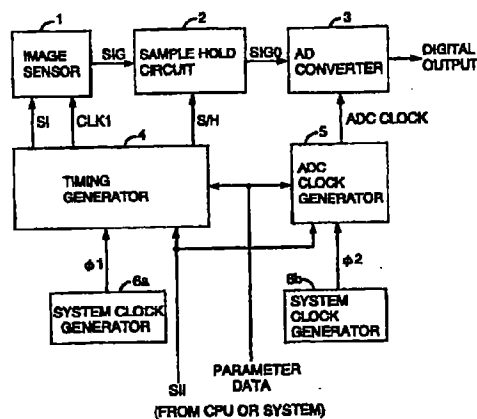 1
2
3
IMAGE
SENSOR
SIG
SAMPLE HOLD
CIRCUIT
SIG0
AD
CONVERTER
DIGITAL
OUTPUT
SI
CLK1
S/H
ADC CLOCK
4
5
TIMING
GENERATOR
ADC
CLOCK
GENERATOR
ϕ1
6a
ϕ2
6b
SYSTEM CLOCK
GENERATOR
SYSTEM
CLOCK
GENERATOR
SII
PARAMETER
DATA
(FROM CPU OR SYSTEM)